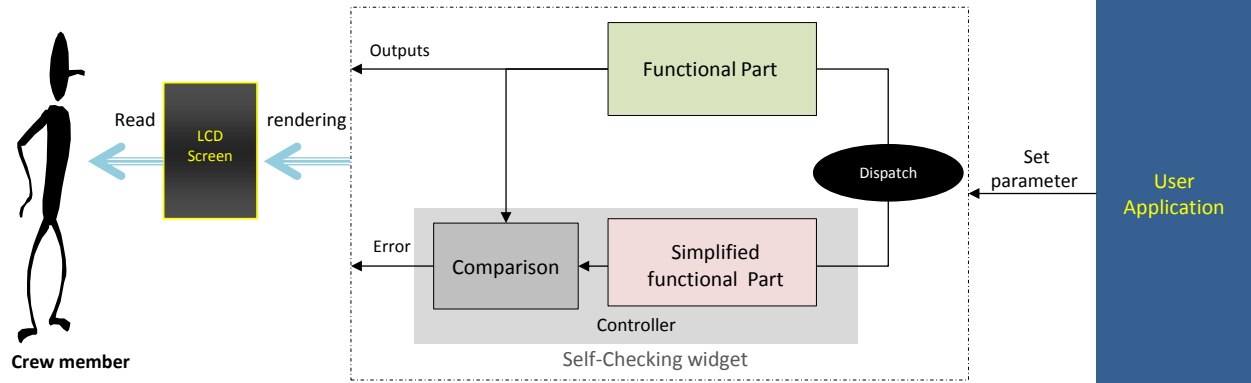 Outputs
Functional Part
Read
LCD
Screen
rendering
Dispatch
Set
parameter
User
Application
Error
Comparison
Simplified
functional Part
Controller
Self-Checking widget
Crew member